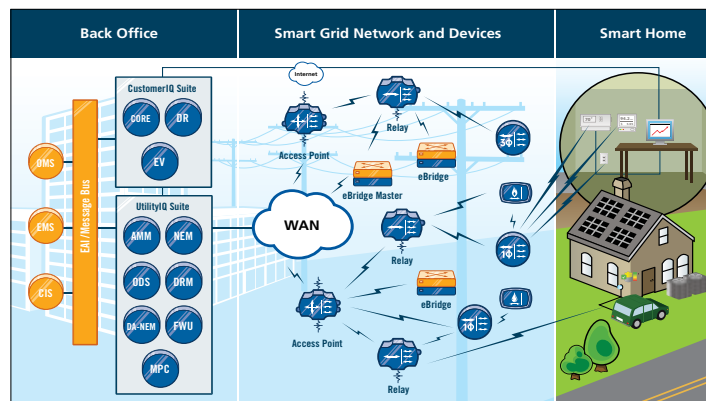 Back Office
Smart Grid Network and Devices
Smart Home
Internet
CustomerIQ Suite
CORE
DR
EV
OMS
EMS
CIS
EAI/Message Bus
UtilityIQ Suite
AMM
NEM
ODS
DRM
DA-NEM
FWU
MPC
Access Point
Relay
3Φ
eBridge
eBridge Master
WAN
Relay
1Φ
eBridge
Access Point
1Φ
Relay